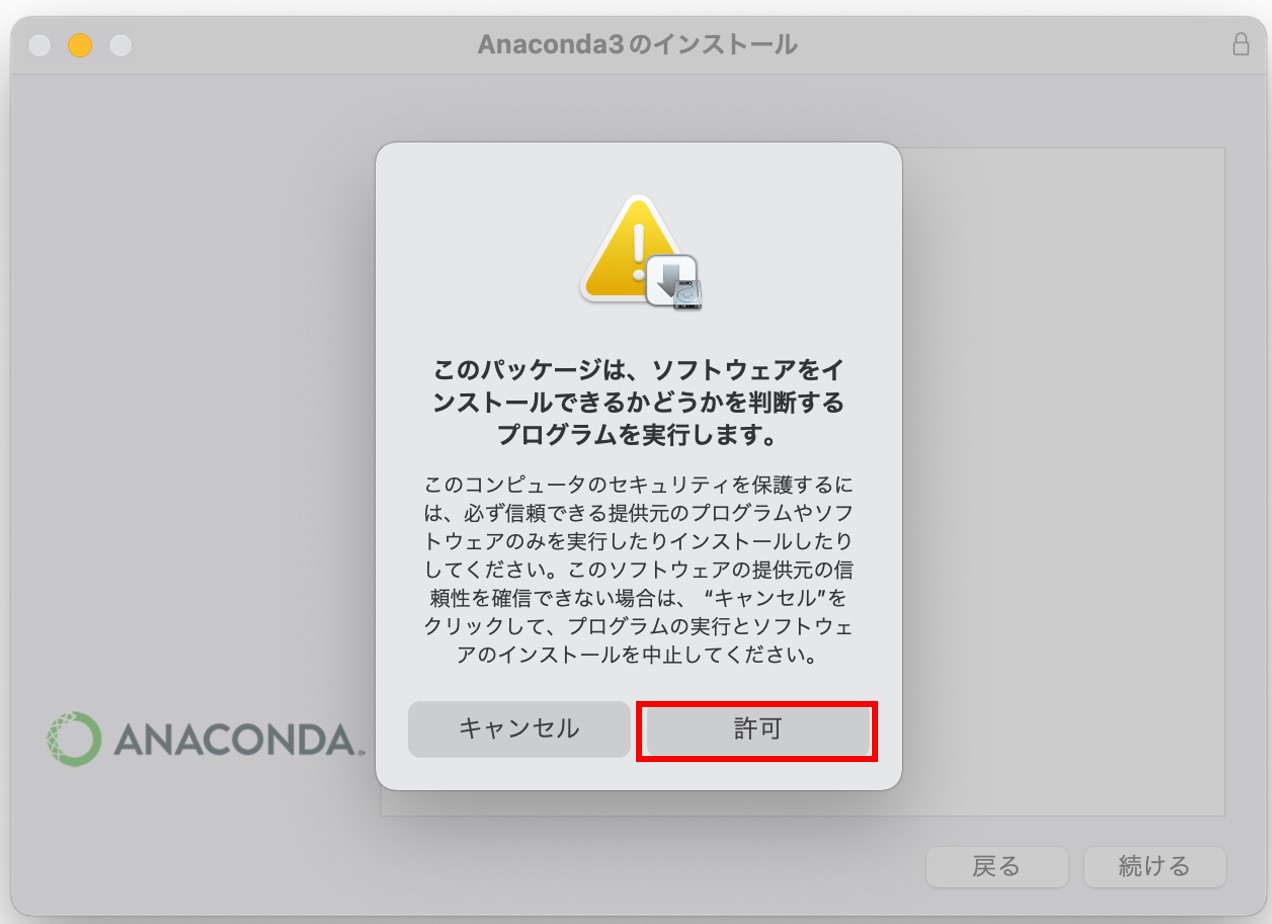 Anaconda3のインストール
このパッケージは、ソフトウェアをイ
ンストールできるかどうかを判断する
プログラムを実行します。
このコンピュータのセキュリティを保護するに
は、必ず信頼できる提供元のプログラムやソフ
トウェアのみを実行したりインストールしたり
してください。このソフトウェアの提供元の信
頼性を確信できない場合は、 “キャンセル”を
クリックして、プログラムの実行とソフトウェ
アのインストールを中止してください。
キャンセル
許可
ANACONDA.
戻る
続ける